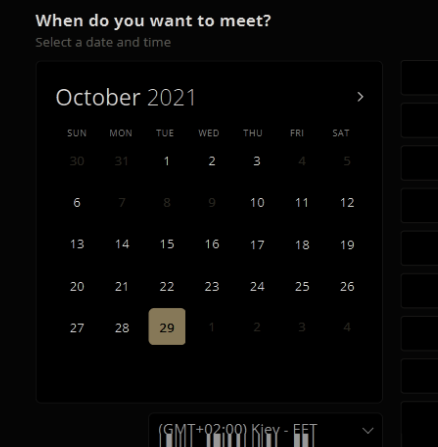 When do you want to meet?
Select a date and time
October 2021
SUN MON TUE WED THU FRI SAT
30 31 1 2 3 4 5
6 7 8 9 10 11 12
13 14 15 16 17 18 19
20 21 22 23 24 25 26
27 28 29 1 2 3 4
(GMT+02:00) Kiev - EET